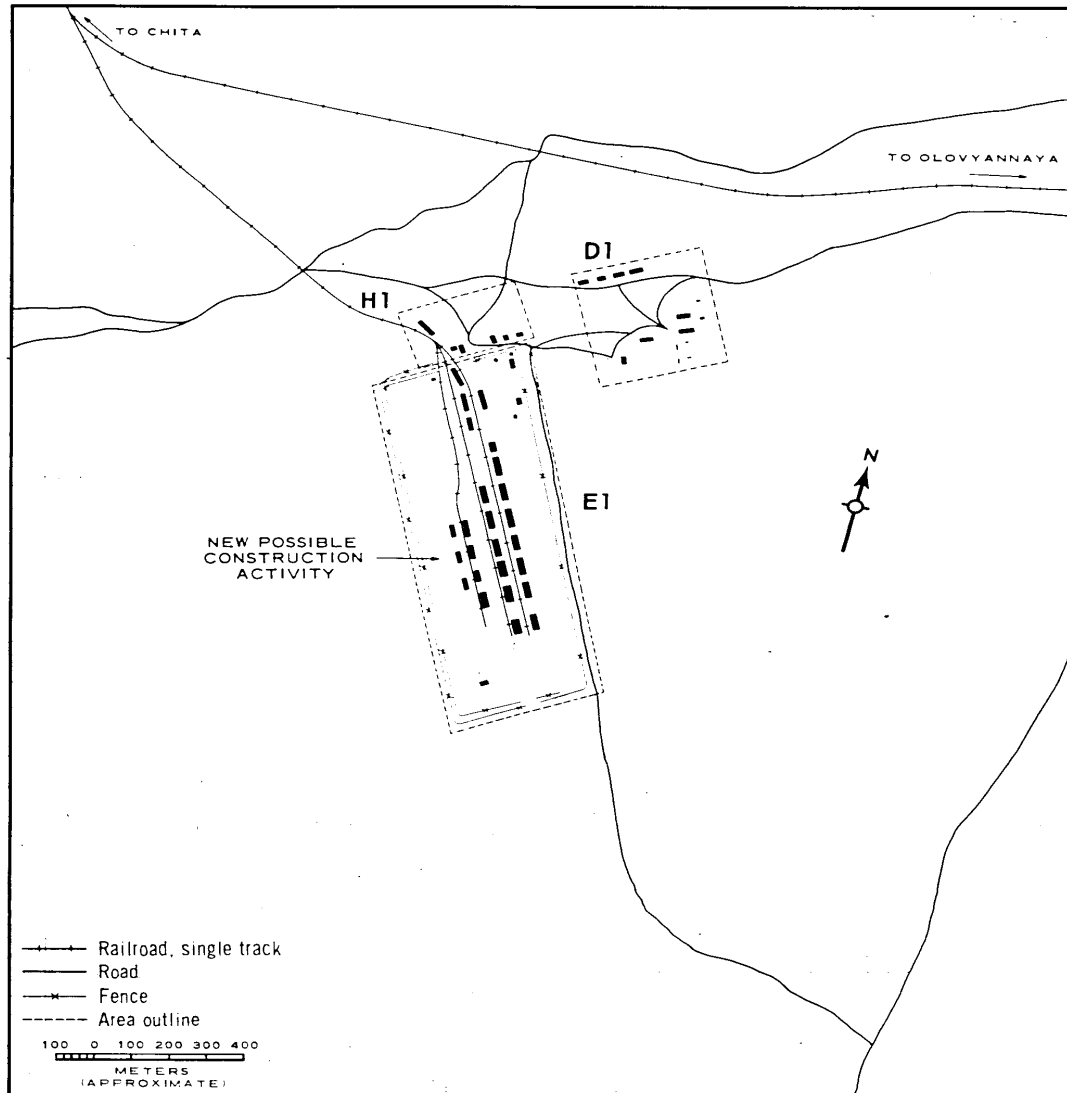 TO CHITA
TO OLOVYANNAYA
D1
H1
N
E1
NEW POSSIBLE
CONSTRUCTION
ACTIVITY
Railroad, single track
Road
Fence
Area outline
100 0 100 200 300 400
METERS
(APPROXIMATE)